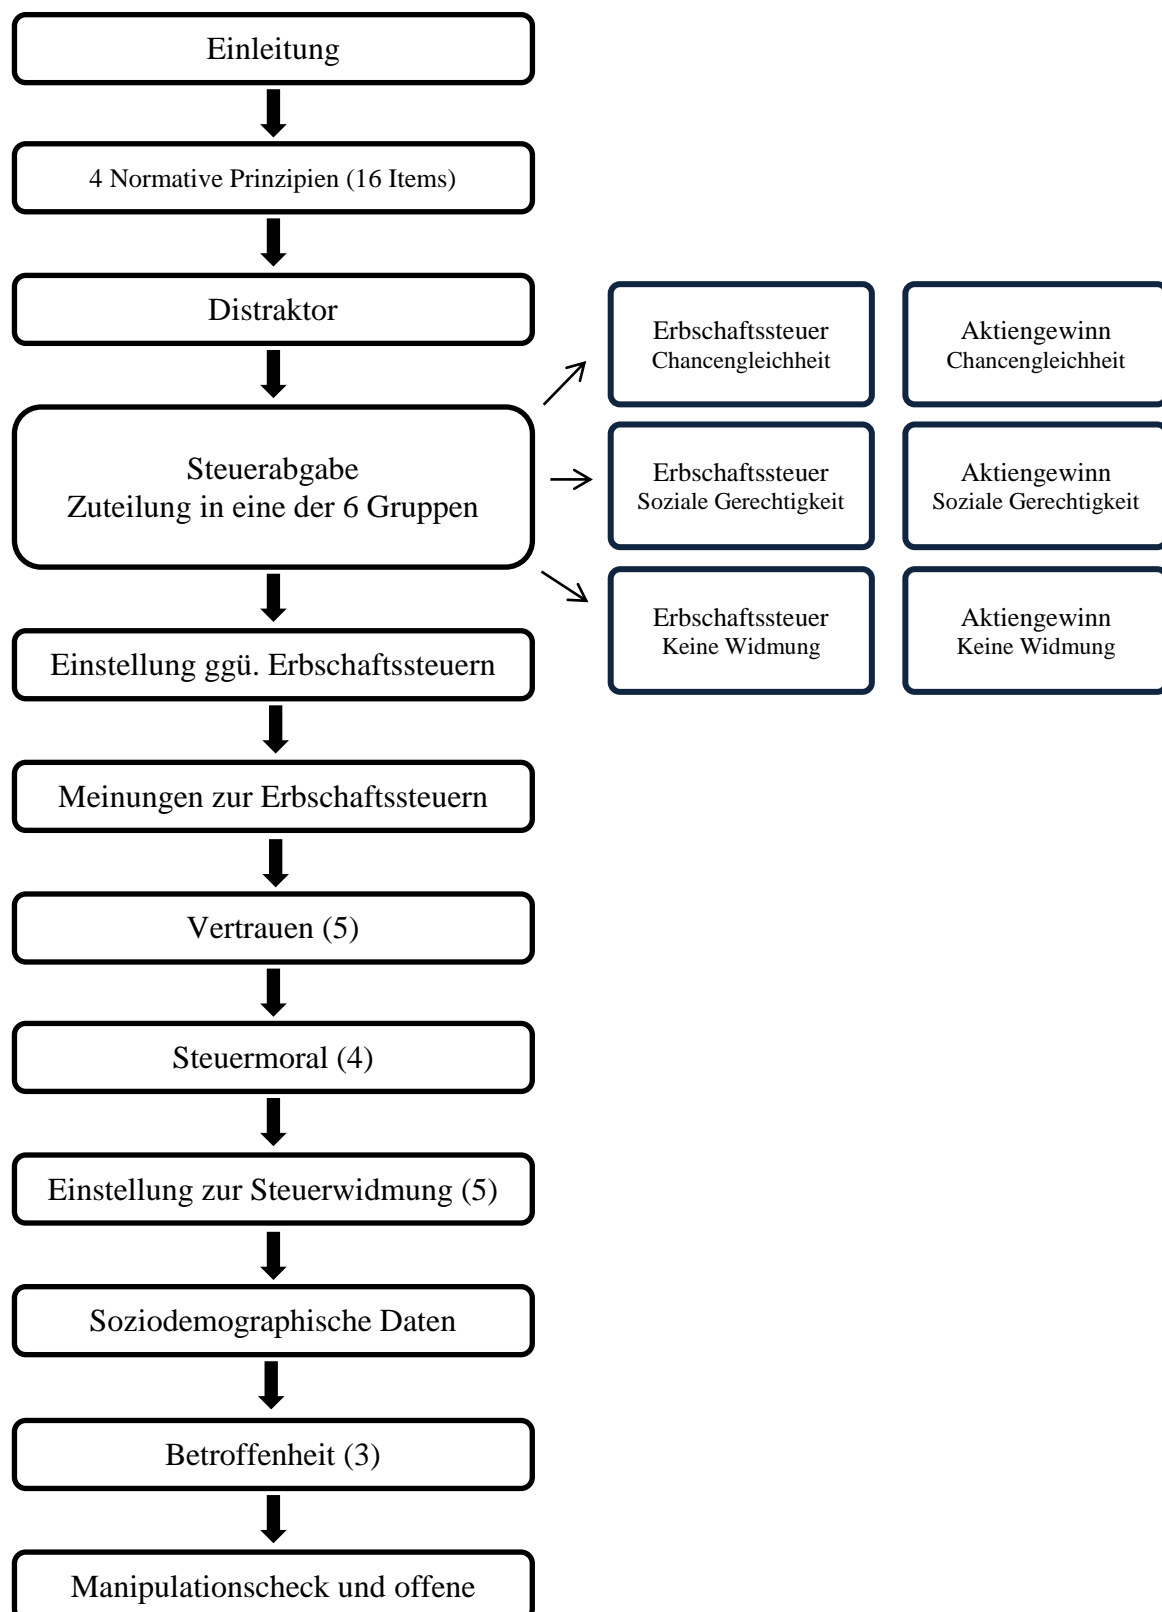 Einleitung
4 Normative Prinzipien (16 Items)
Distraktor
Steuerabgabe
Zuteilung in eine der 6 Gruppen
Erbschaftssteuer
Chancengleichheit
Aktiengewinn
Chancengleichheit
Erbschaftssteuer
Soziale Gerechtigkeit
Aktiengewinn
Soziale Gerechtigkeit
Erbschaftssteuer
Keine Widmung
Aktiengewinn
Keine Widmung
Einstellung ggü. Erbschaftssteuern
Meinungen zur Erbschaftssteuern
Vertrauen (5)
Steuermoral (4)
Einstellung zur Steuerwidmung (5)
Soziodemographische Daten
Betroffenheit (3)
Manipulationscheck und offene